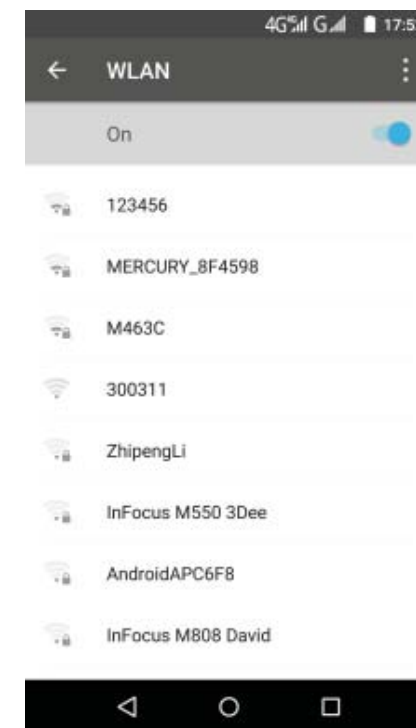 4G G 17:5
WLAN
On
123456
MERCURY_8F4598
M463C
300311
ZhipengLi
InFocus M550 3Dee
AndroidAPC6F8
InFocus M808 David